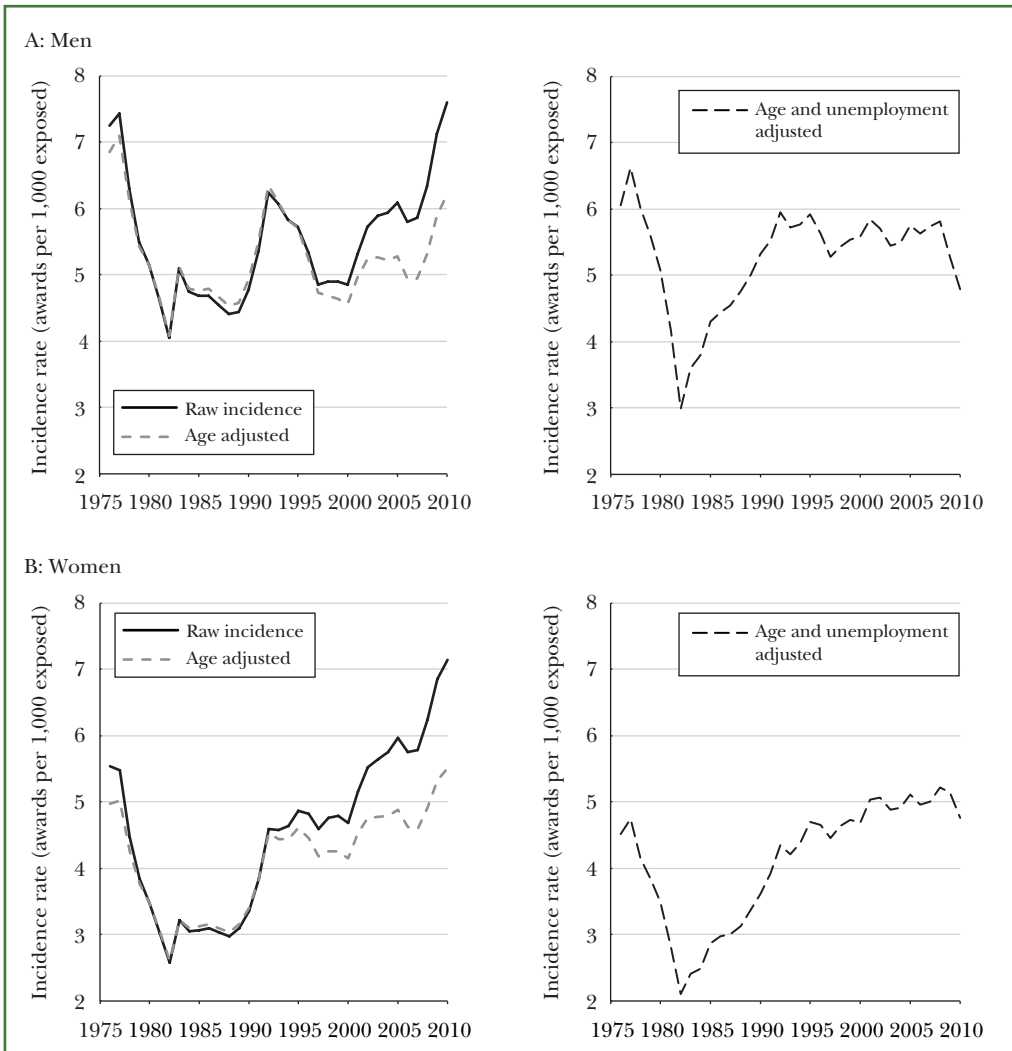 A: Men
Incidence rate (awards per 1,000 exposed)
8
7
6
5
4
3
2
Raw incidence
Age adjusted
1975 1980 1985 1990 1995 2000 2005 2010
Incidence rate (awards per 1,000 exposed)
8
7
6
5
4
3
2
Age and unemployment
adjusted
1975 1980 1985 1990 1995 2000 2005 2010
B: Women
Incidence rate (awards per 1,000 exposed)
8
7
6
5
4
3
2
Raw incidence
Age adjusted
1975 1980 1985 1990 1995 2000 2005 2010
Incidence rate (awards per 1,000 exposed)
8
7
6
5
4
3
2
Age and unemployment
adjusted
1975 1980 1985 1990 1995 2000 2005 2010